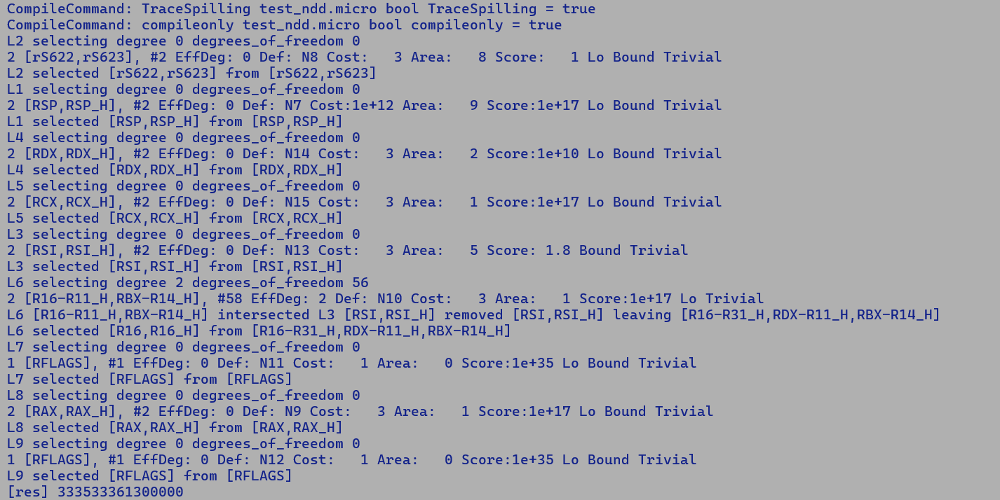 CompileCommand: TraceSpilling test_ndd.micro bool TraceSpilling = true
CompileCommand: compileonly test_ndd.micro bool compileonly = true
L2 selecting degree 0 degrees_of_freedom 0
2 [rS622,rS623], #2 EffDeg: 0 Def: N8 Cost:   3 Area:   8 Score:   1 Lo Bound Trivial
L2 selected [rS622,rS623] from [rS622,rS623]
L1 selecting degree 0 degrees_of_freedom 0
2 [RSP,RSP_H], #2 EffDeg: 0 Def: N7 Cost:1e+12 Area:   9 Score:1e+17 Lo Bound Trivial
L1 selected [RSP,RSP_H] from [RSP,RSP_H]
L4 selecting degree 0 degrees_of_freedom 0
2 [RDX,RDX_H], #2 EffDeg: 0 Def: N14 Cost:   3 Area:   2 Score:1e+10 Lo Bound Trivial
L4 selected [RDX,RDX_H] from [RDX,RDX_H]
L5 selecting degree 0 degrees_of_freedom 0
2 [RCX,RCX_H], #2 EffDeg: 0 Def: N15 Cost:   3 Area:   1 Score:1e+17 Lo Bound Trivial
L5 selected [RCX,RCX_H] from [RCX,RCX_H]
L3 selecting degree 0 degrees_of_freedom 0
2 [RSI,RSI_H], #2 EffDeg: 0 Def: N13 Cost:   3 Area:   5 Score: 1.8 Bound Trivial
L3 selected [RSI,RSI_H] from [RSI,RSI_H]
L6 selecting degree 2 degrees_of_freedom 56
2 [R16-R11_H,RBX-R14_H], #58 EffDeg: 2 Def: N10 Cost:   3 Area:   1 Score:1e+17 Lo Trivial
L6 [R16-R11_H,RBX-R14_H] intersected L3 [RSI,RSI_H] removed [RSI,RSI_H] leaving [R16-R31_H,RDX-R11_H,RBX-R14_H]
L6 selected [R16,R16_H] from [R16-R31_H,RDX-R11_H,RBX-R14_H]
L7 selecting degree 0 degrees_of_freedom 0
1 [RFLAGS], #1 EffDeg: 0 Def: N11 Cost:   1 Area:   0 Score:1e+35 Lo Bound Trivial
L7 selected [RFLAGS] from [RFLAGS]
L8 selecting degree 0 degrees_of_freedom 0
2 [RAX,RAX_H], #2 EffDeg: 0 Def: N9 Cost:   3 Area:   1 Score:1e+17 Lo Bound Trivial
L8 selected [RAX,RAX_H] from [RAX,RAX_H]
L9 selecting degree 0 degrees_of_freedom 0
1 [RFLAGS], #1 EffDeg: 0 Def: N12 Cost:   1 Area:   0 Score:1e+35 Lo Bound Trivial
L9 selected [RFLAGS] from [RFLAGS]
[res] 333533361300000